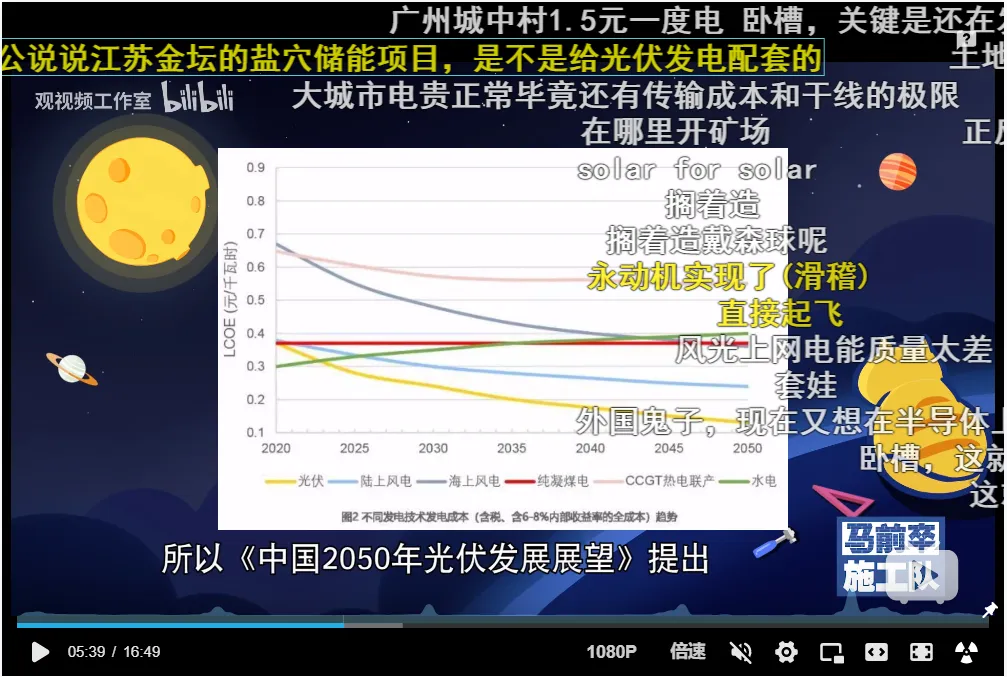 广州城中村1.5元一度电 卧槽，关键是还在
公说说江苏金坛的盐穴储能项目，是不是给光伏发电配套的
土地
观视频工作室 bilibili
大城市电贵正常毕竟还有传输成本和干线的极限
在哪里开矿场
正反
solar for solar
搁着造
搁着造戴森球呢
永动机实现了(滑稽)
直接起飞
风光上网电能质量太差
套娃
外国鬼子，现在又想在半导体上
卧槽，这就
这
LCOE (元/千瓦时)
0.9
0.8
0.7
0.6
0.5
0.4
0.3
0.2
0.1
2020 2025 2030 2035 2040 2045 2050
光伏 陆上风电 海上风电 纯凝煤电 CCGT热电联产 水电
图2 不同发电技术发电成本（含税、含6-8%内部收益率的全成本）趋势
马前卒
施工队
所以《中国2050年光伏发展展望》提出
05:39 / 16:49 1080P 倍速